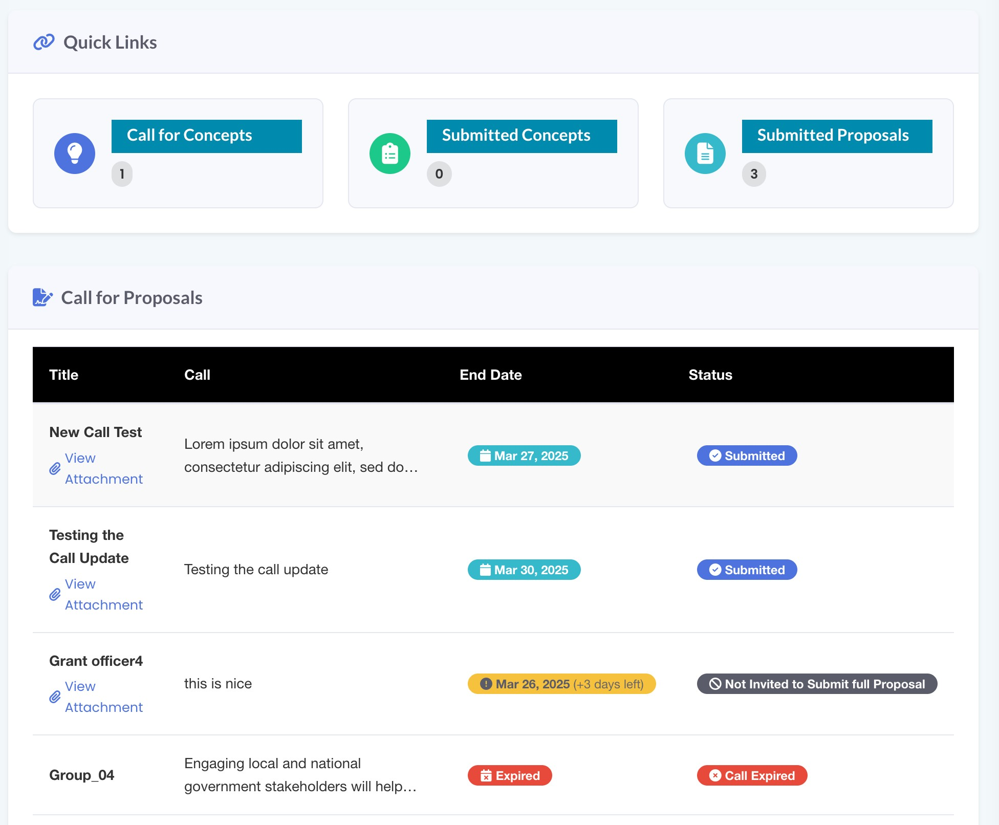 Quick Links
Call for Concepts
1
Submitted Concepts
0
Submitted Proposals
3
Call for Proposals
Title Call End Date Status
New Call Test
View
Attachment
Lorem ipsum dolor sit amet,
consectetur adipiscing elit, sed do...
Mar 27, 2025
Submitted
Testing the
Call Update
View
Attachment
Testing the call update
Mar 30, 2025
Submitted
Grant officer4
View
Attachment
this is nice
Mar 26, 2025 (+3 days left)
Not Invited to Submit full Proposal
Group_04
Engaging local and national
government stakeholders will help...
Expired
Call Expired